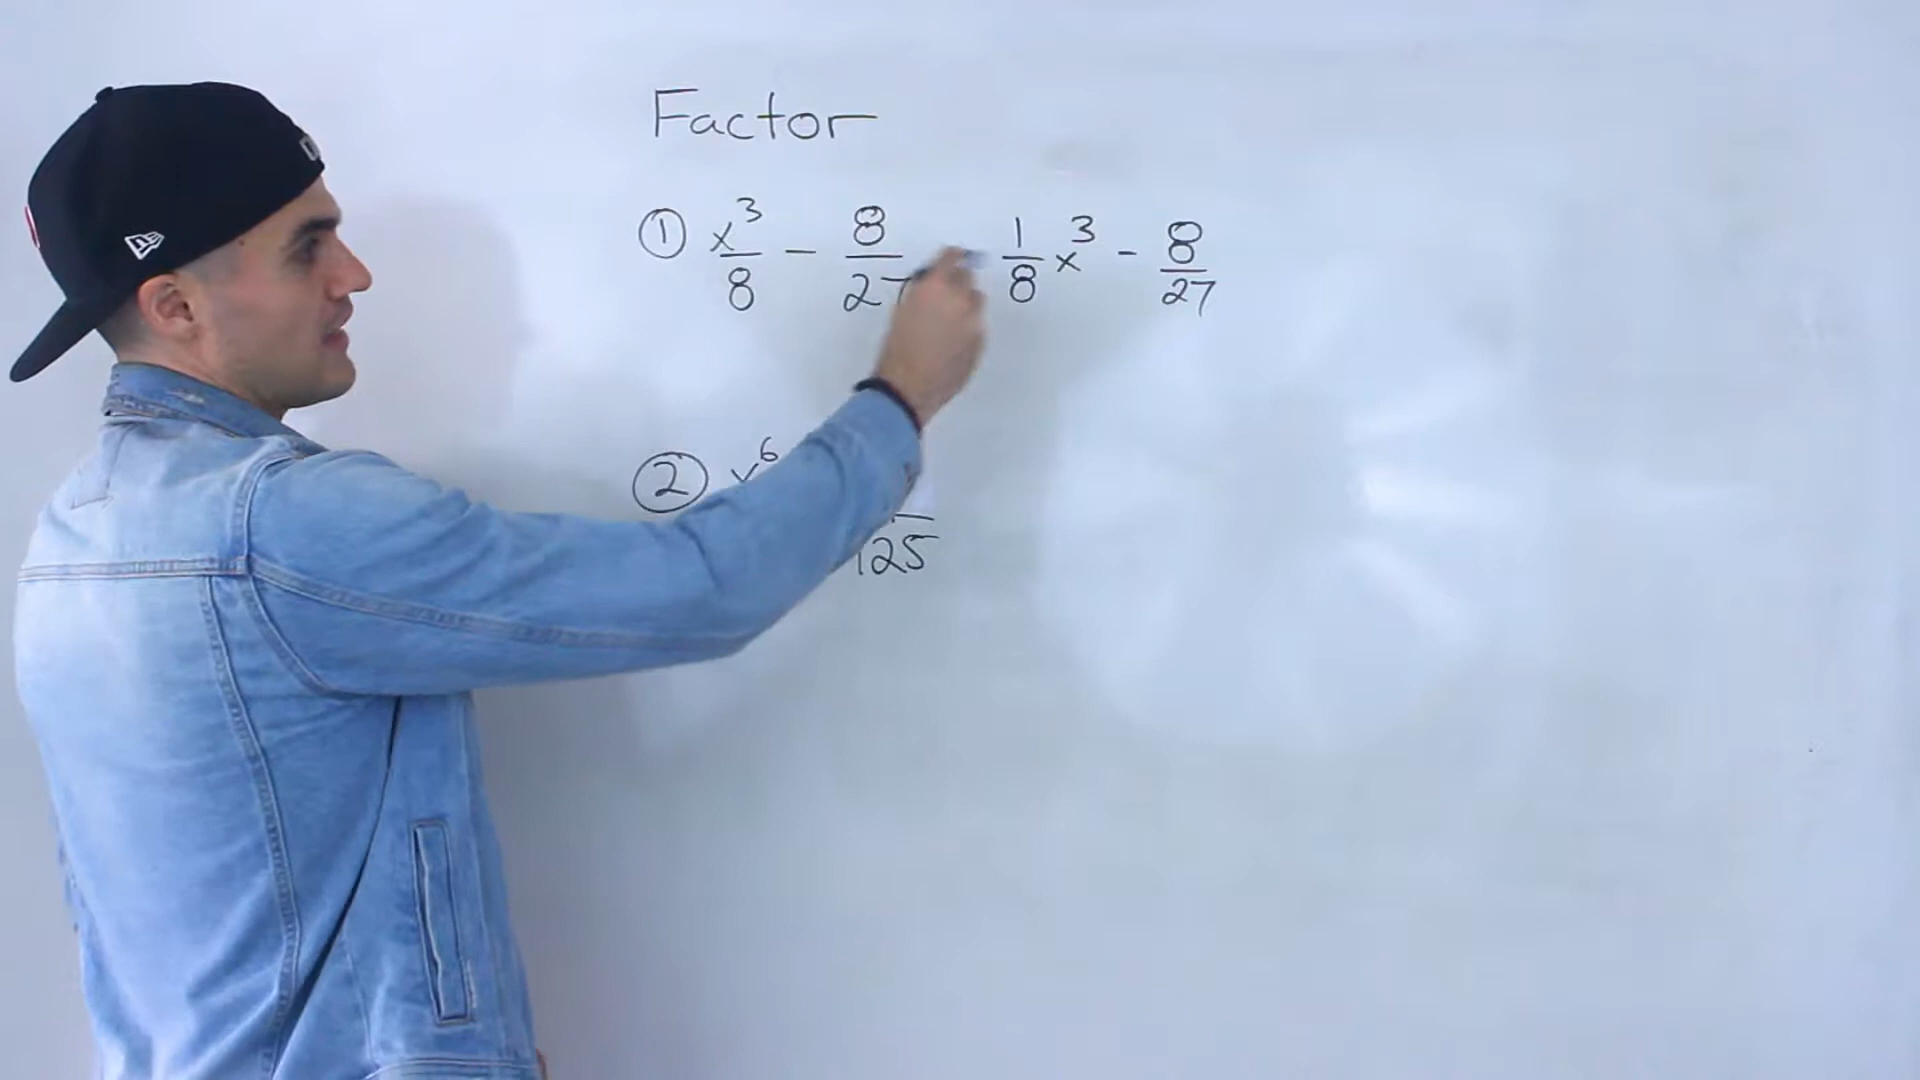 Factor
① x³/8 - 8/27 1/8 x³ - 8/27
② x⁶
125